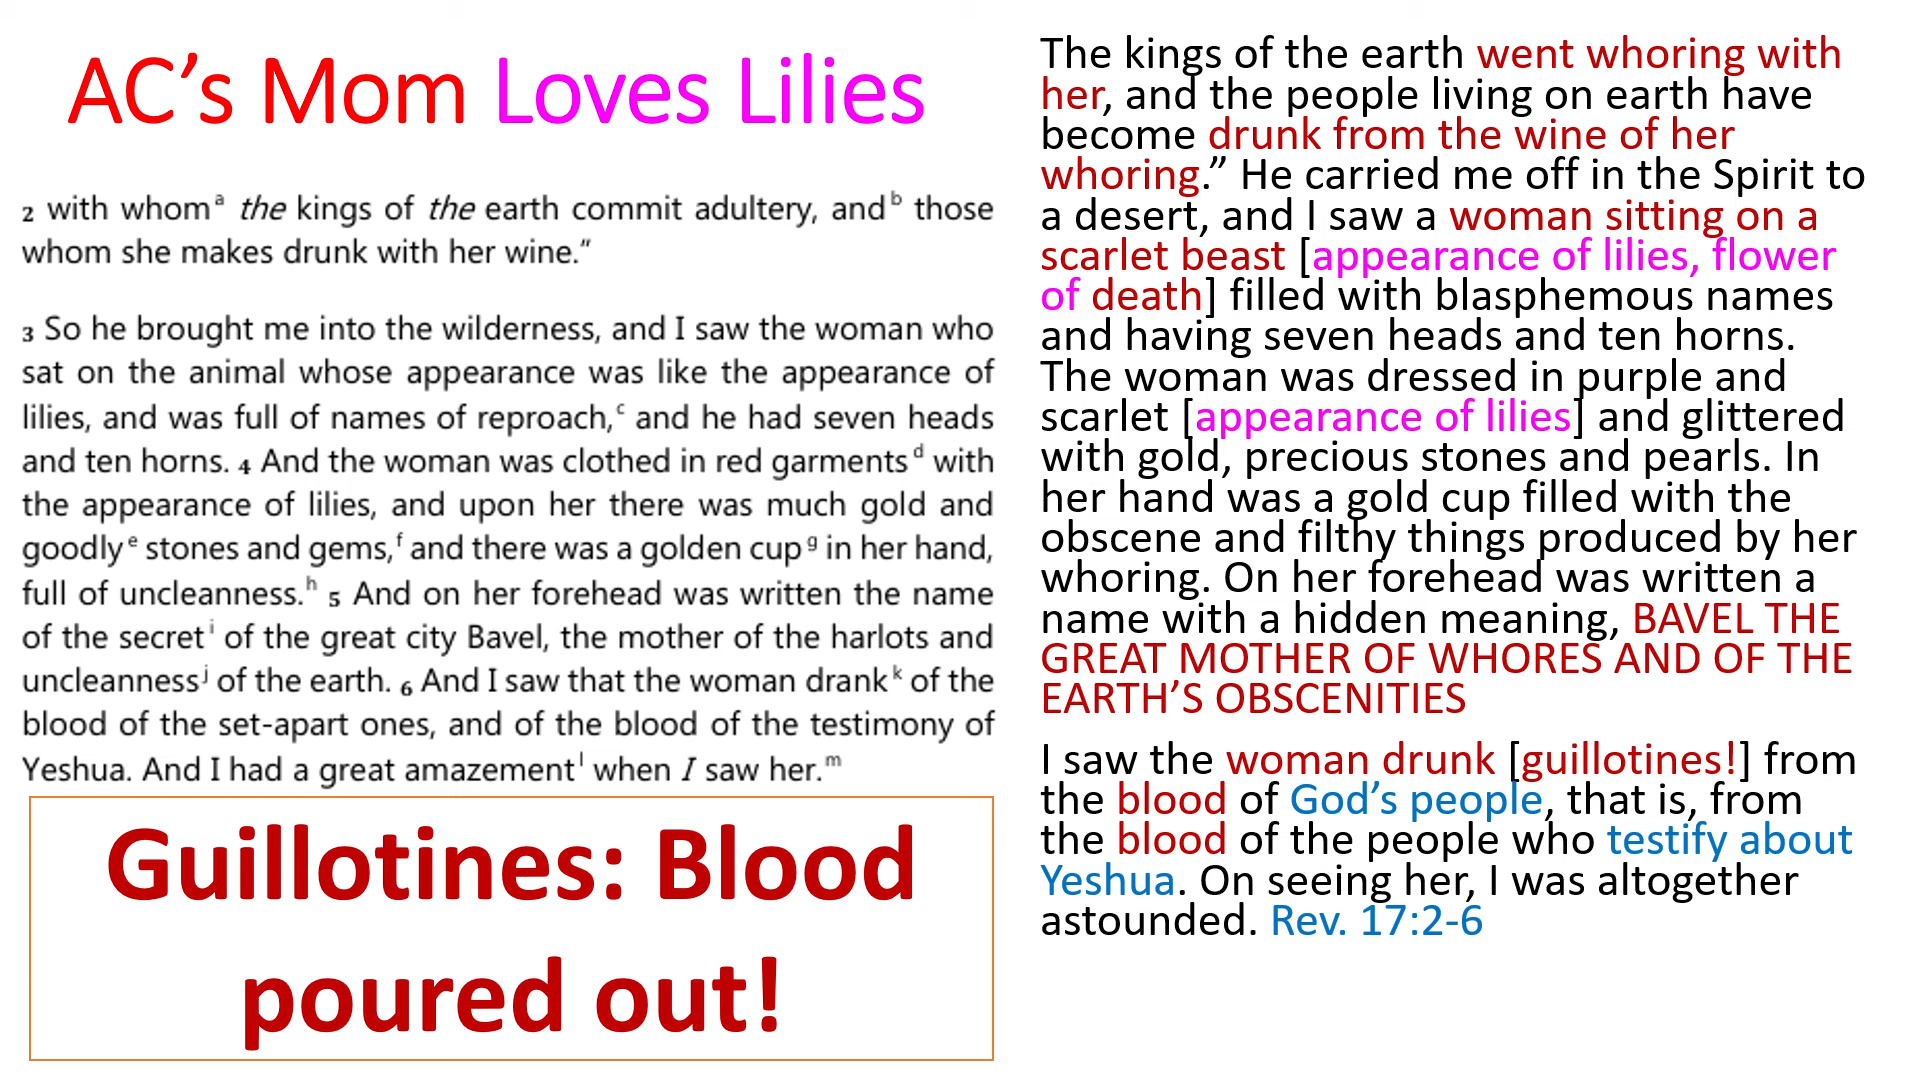 AC’s Mom Loves Lilies
2 with whomᵃ the kings of the earth commit adultery, andᵇ those
whom she makes drunk with her wine.”
3 So he brought me into the wilderness, and I saw the woman who
sat on the animal whose appearance was like the appearance of
lilies, and was full of names of reproach,ᶜ and he had seven heads
and ten horns. 4 And the woman was clothed in red garmentsᵈ with
the appearance of lilies, and upon her there was much gold and
goodlyᵉ stones and gems,ᶠ and there was a golden cupᵍ in her hand,
full of uncleanness.ʰ 5 And on her forehead was written the name
of the secretⁱ of the great city Bavel, the mother of the harlots and
uncleannessʲ of the earth. 6 And I saw that the woman drankᵏ of the
blood of the set-apart ones, and of the blood of the testimony of
Yeshua. And I had a great amazementˡ when I saw her.ᵐ
Guillotines: Blood
poured out!
The kings of the earth went whoring with
her, and the people living on earth have
become drunk from the wine of her
whoring.” He carried me off in the Spirit to
a desert, and I saw a woman sitting on a
scarlet beast [appearance of lilies, flower
of death] filled with blasphemous names
and having seven heads and ten horns.
The woman was dressed in purple and
scarlet [appearance of lilies] and glittered
with gold, precious stones and pearls. In
her hand was a gold cup filled with the
obscene and filthy things produced by her
whoring. On her forehead was written a
name with a hidden meaning, BAVEL THE
GREAT MOTHER OF WHORES AND OF THE
EARTH’S OBSCENITIES
I saw the woman drunk [guillotines!] from
the blood of God’s people, that is, from
the blood of the people who testify about
Yeshua. On seeing her, I was altogether
astounded. Rev. 17:2-6